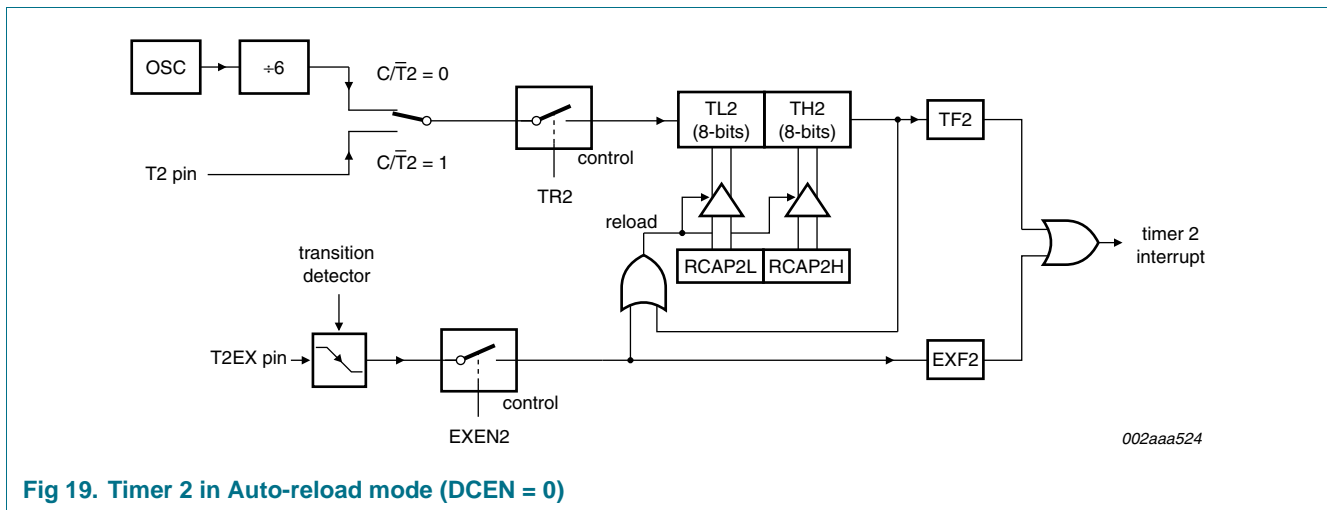 OSC
÷6
C/T̅2 = 0
TL2
(8-bits)
TH2
(8-bits)
TF2
C/T̅2 = 1
control
T2 pin
TR2
reload
timer 2
interrupt
transition
detector
RCAP2L
RCAP2H
T2EX pin
EXF2
control
EXEN2
002aaa524
Fig 19. Timer 2 in Auto-reload mode (DCEN = 0)